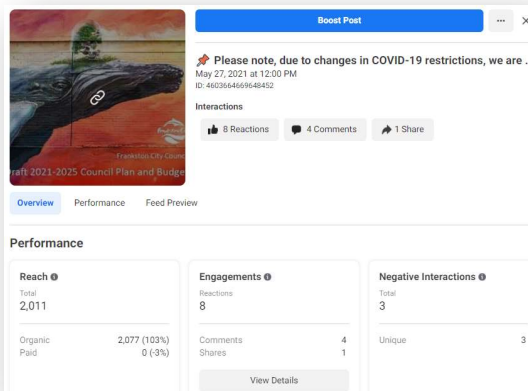 Boost Post
📌 Please note, due to changes in COVID-19 restrictions, we are .
May 27, 2021 at 12:00 PM
ID: 4603664669648452
Interactions
8 Reactions
4 Comments
1 Share
Frankston City Counc
raft 2021-2025 Council Plan and Budge
Overview
Performance
Feed Preview
Performance
Reach
Total
2,011
Organic 2,077 (103%)
Paid 0 (-3%)
Engagements
Reactions
8
Comments 4
Shares 1
View Details
Negative Interactions
Total
3
Unique 3